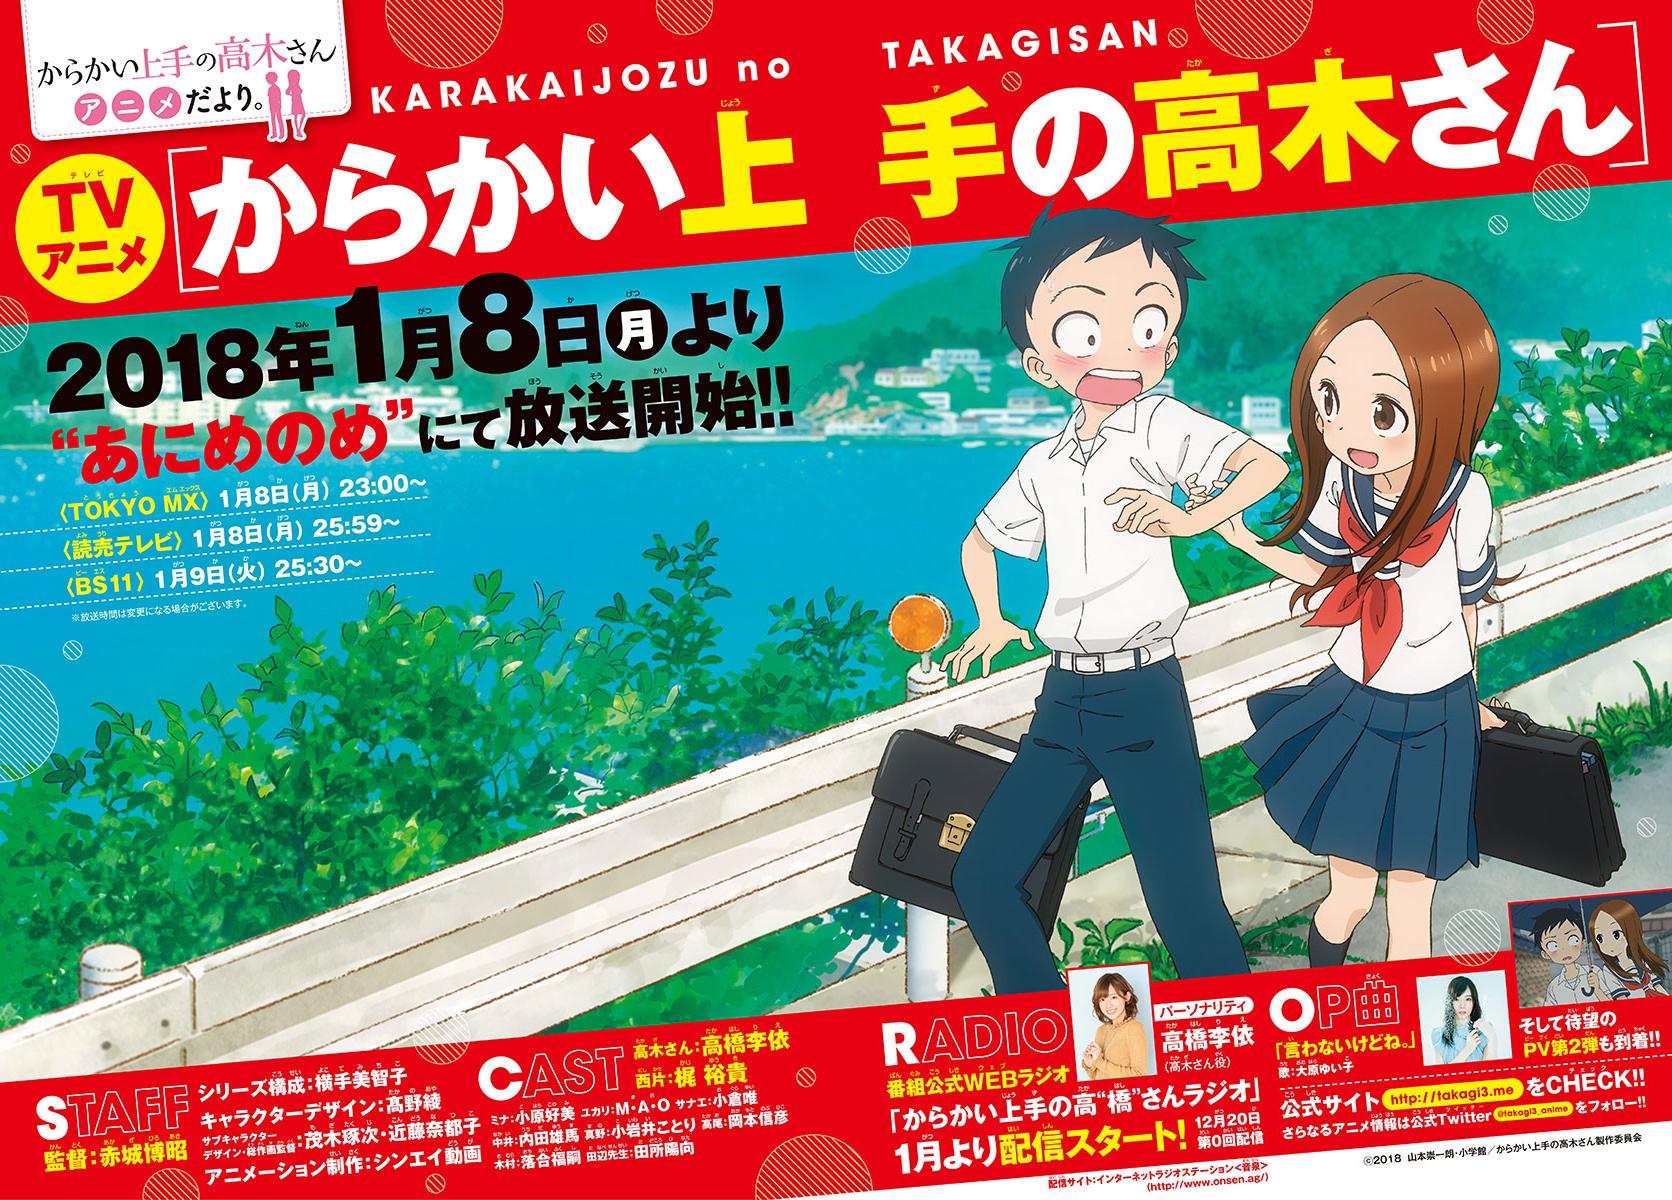 からかい上手の高木さん
アニメだより。
KARAKAIJOZU no TAKAGISAN
TVアニメ
[からかい上手の高木さん]
2018年1月8日(月)より
“あにめのめ”にて放送開始!!
〈TOKYO MX〉1月8日(月) 23:00~
〈読売テレビ〉1月8日(月) 25:59~
〈BS11〉1月9日(火) 25:30~
※放送時間は変更になる場合がございます。
STAFF
監督:赤城博昭
シリーズ構成:横手美智子
キャラクターデザイン:髙野綾
サブキャラクターデザイン・総作画監督:茂木琢次・近藤奈都子
アニメーション制作:シンエイ動画
CAST
高木さん:高橋李依
西片:梶 裕貴
ミナ:小原好美 ユカリ:M・A・O サナエ:小倉唯
中井:内田雄馬 真野:小岩井ことり 高尾:岡本信彦
木村:落合福嗣 田辺先生:田所陽向
RADIO
パーソナリティ
高橋李依
(高木さん役)
番組公式WEBラジオ
「からかい上手の高“橋”さんラジオ」
1月より配信スタート!
12月20日
第0回配信
配信サイト:インターネットラジオステーション<音泉>
(http://www.onsen.ag/)
OP曲
「言わないけどね。」
歌:大原ゆい子
そして待望の
PV第2弾も到着!!
公式サイト http://takagi3.me をCHECK!!
さらなるアニメ情報は公式Twitter @takagi3_anime をフォロー!!
©2018 山本崇一朗・小学館/からかい上手の高木さん製作委員会